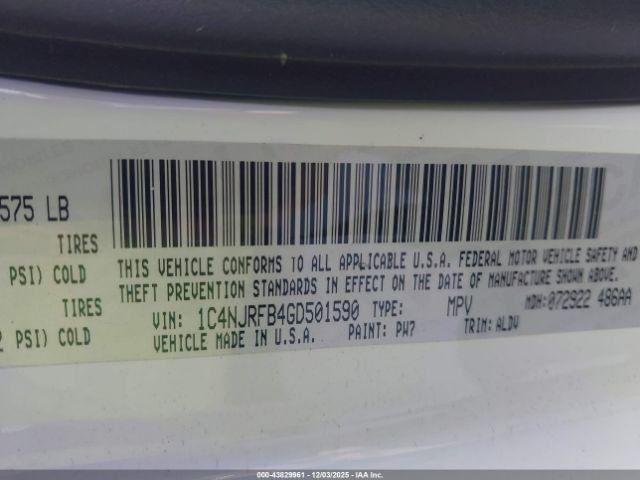 575 LB
TIRES
PSI) COLD
TIRES
PSI) COLD
THIS VEHICLE CONFORMS TO ALL APPLICABLE U.S.A. FEDERAL MOTOR VEHICLE SAFETY AND
THEFT PREVENTION STANDARDS IN EFFECT ON THE DATE OF MANUFACTURE SHOWN ABOVE.
VIN: 1C4NJRFB4GD501590 TYPE: MPV MDH: 072922 486AA
VEHICLE MADE IN U.S.A. PAINT: PW7 TRIM: ALDV
000-43829961 - 12/03/2025 - IAA Inc.